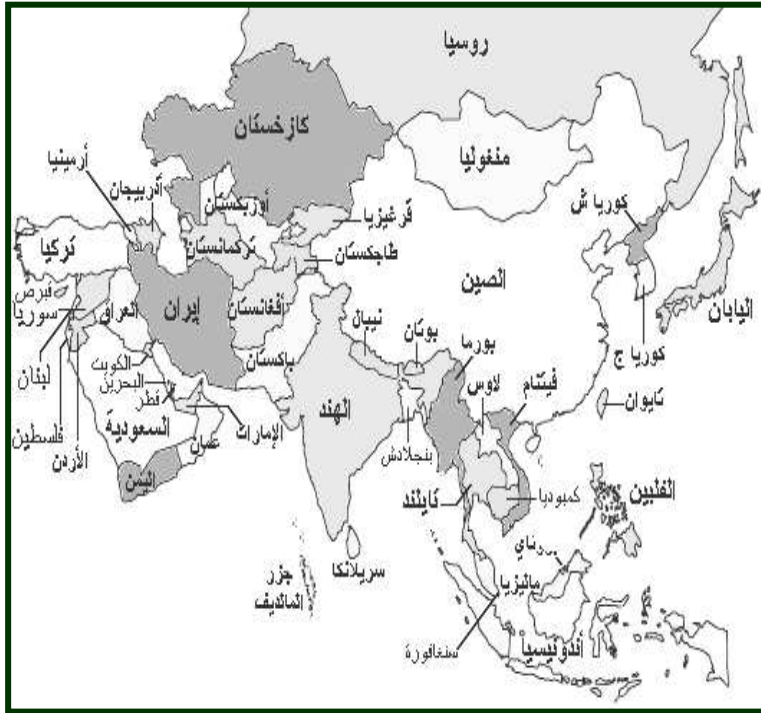 روسيا
كازخستان
منغوليا
أرمينيا
أذربيجان
أوزبكستان
قرغيزيا
كوريا ش
تركيا
تركمانستان
طاجكستان
الصين
قبرص
سوريا
العراق
إيران
أفغانستان
اليابان
كوريا ج
لبنان
الكويت
البحرين
باكستان
نيبال
بوتان
بورما
لاوس
فيتنام
تايوان
قطر
فلسطين
الأردن
السعودية
الإمارات
عمان
الهند
بنجلادش
اليمن
تايلند
كمبوديا
الفلبين
سريلانكا
جزر
المالديف
بروناي
ماليزيا
سنغافورة
أندونيسيا